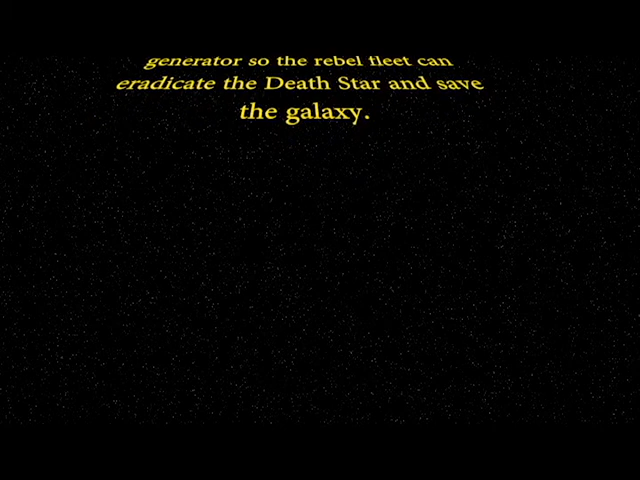 generator so the rebel fleet can
eradicate the Death Star and save
the galaxy.